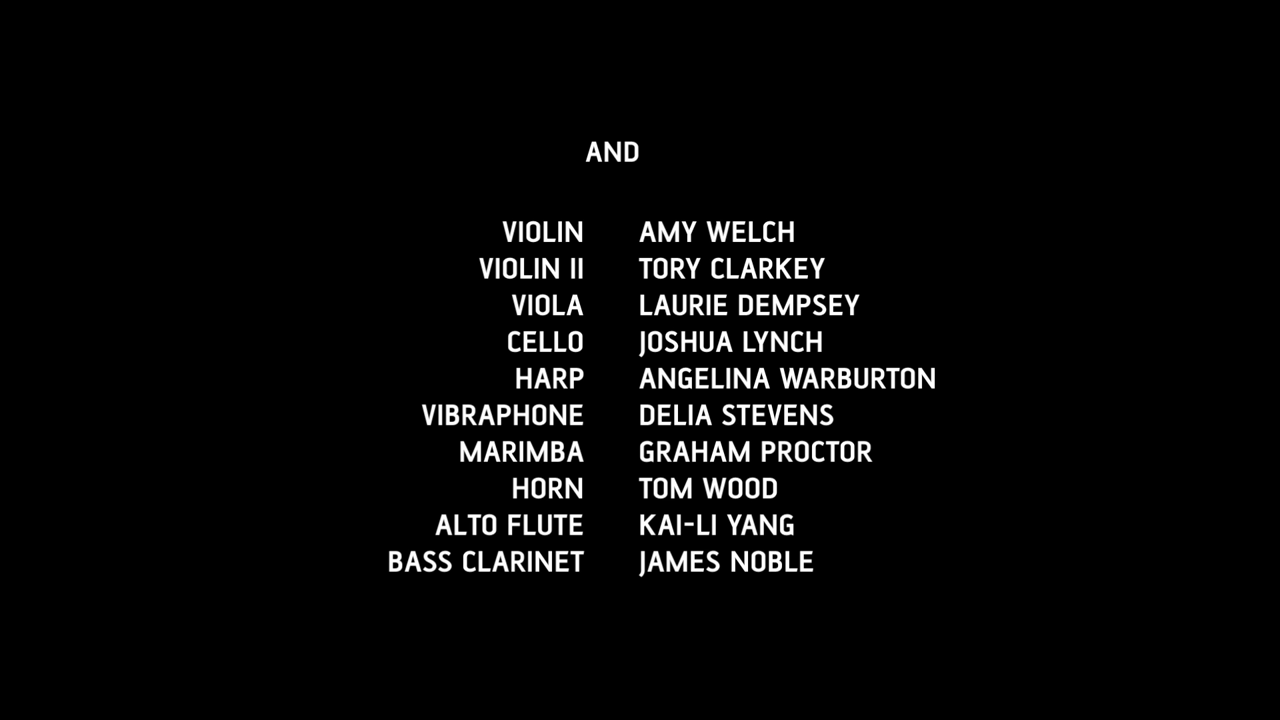 AND
VIOLIN AMY WELCH
VIOLIN II TORY CLARKEY
VIOLA LAURIE DEMPSEY
CELLO JOSHUA LYNCH
HARP ANGELINA WARBURTON
VIBRAPHONE DELIA STEVENS
MARIMBA GRAHAM PROCTOR
HORN TOM WOOD
ALTO FLUTE KAI-LI YANG
BASS CLARINET JAMES NOBLE